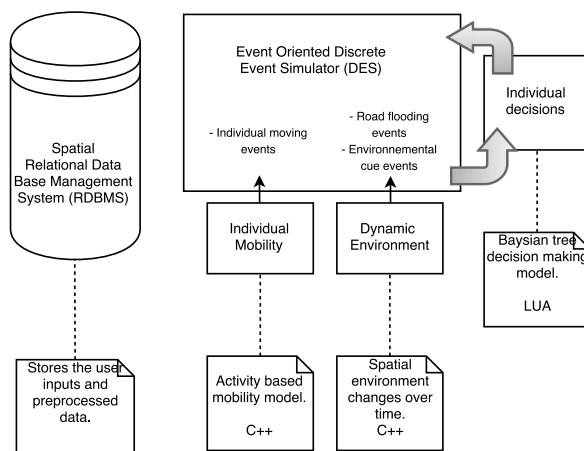 Spatial
Relational Data
Base Management
System (RDBMS)
Event Oriented Discrete
Event Simulator (DES)
- Individual moving
events
- Road flooding
events
- Environnemental
cue events
Individual
decisions
Individual
Mobility
Dynamic
Environment
Baysian tree
decision making
model.
LUA
Stores the user
inputs and
preprocessed
data.
Activity based
mobility model.
C++
Spatial
environment
changes over
time.
C++